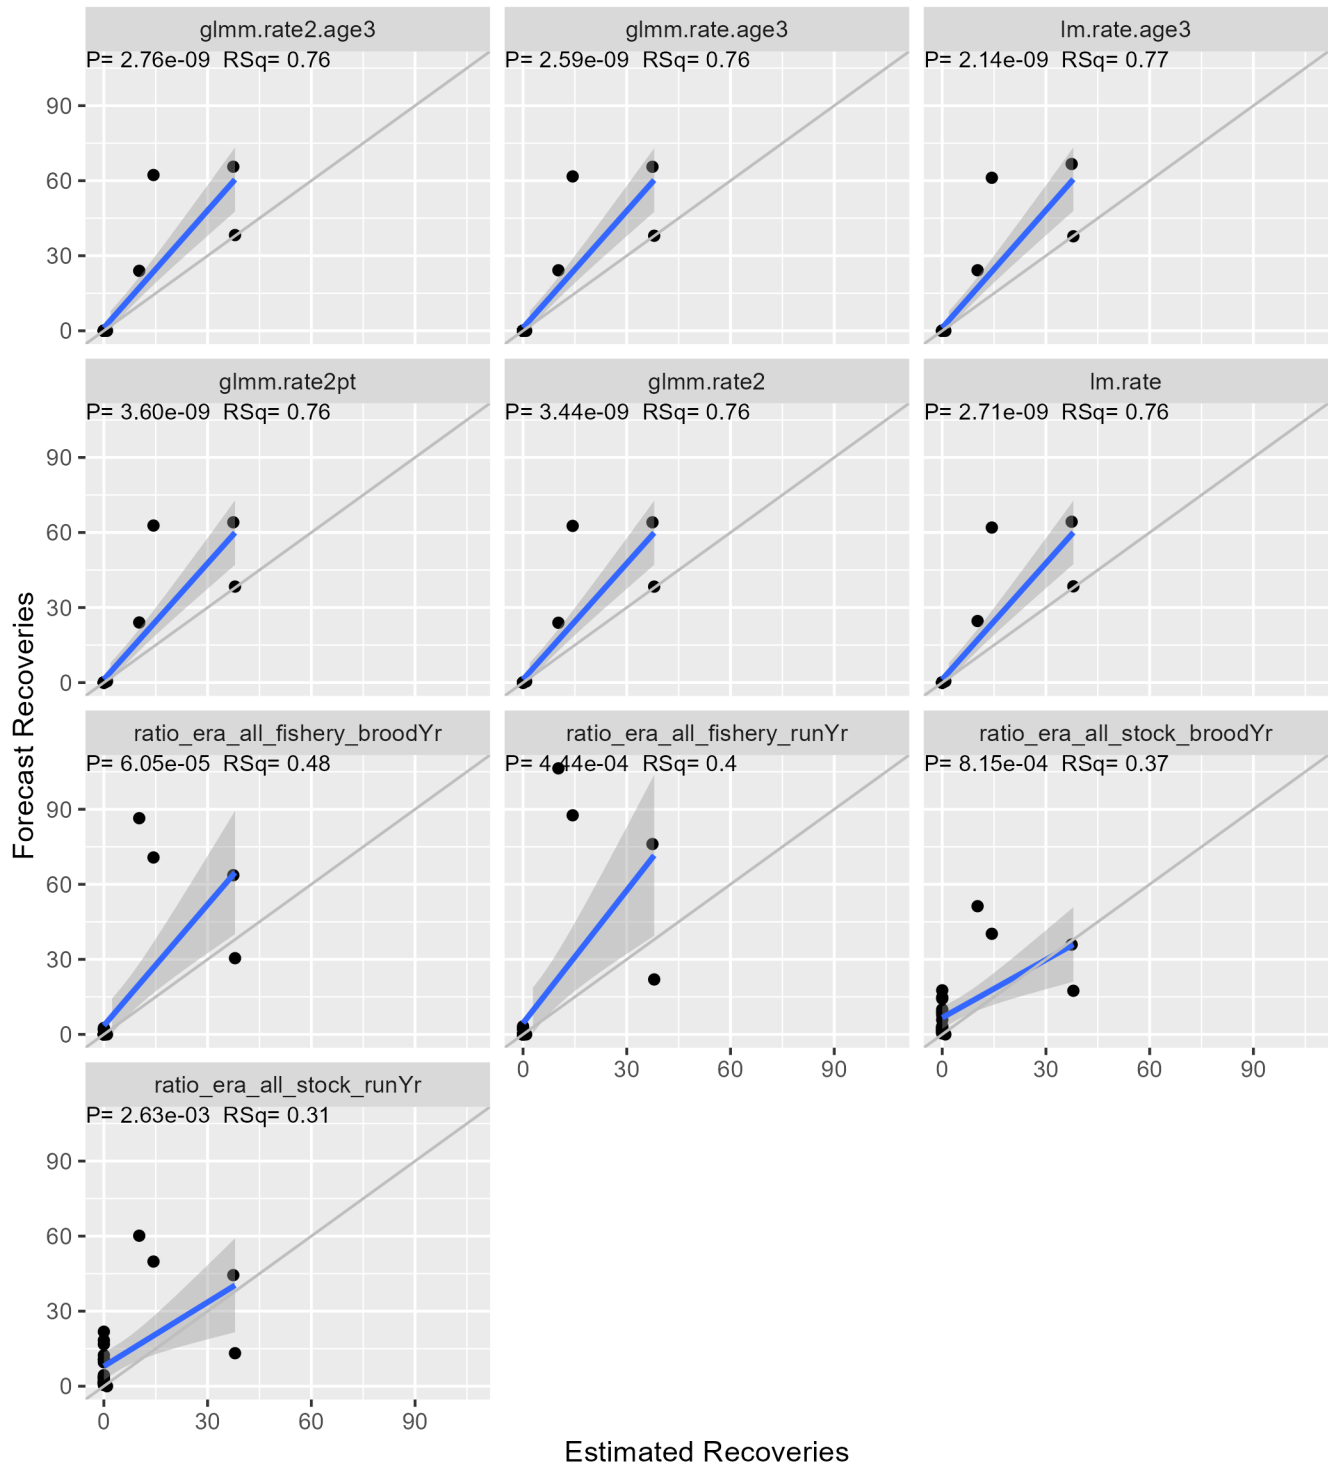 glmm.rate2.age3 glmm.rate.age3 lm.rate.age3
P= 2.76e-09 RSq= 0.76 P= 2.59e-09 RSq= 0.76 P= 2.14e-09 RSq= 0.77
90
60
30
0
glmm.rate2pt glmm.rate2 lm.rate
P= 3.60e-09 RSq= 0.76 P= 3.44e-09 RSq= 0.76 P= 2.71e-09 RSq= 0.76
90
60
30
0
Forecast Recoveries
ratio_era_all_fishery_broodYr ratio_era_all_fishery_runYr ratio_era_all_stock_broodYr
P= 6.05e-05 RSq= 0.48 P= 4.44e-04 RSq= 0.4 P= 8.15e-04 RSq= 0.37
90
60
30
0
0 30 60 90 0 30 60 90
ratio_era_all_stock_runYr
P= 2.63e-03 RSq= 0.31
90
60
30
0
0 30 60 90
Estimated Recoveries